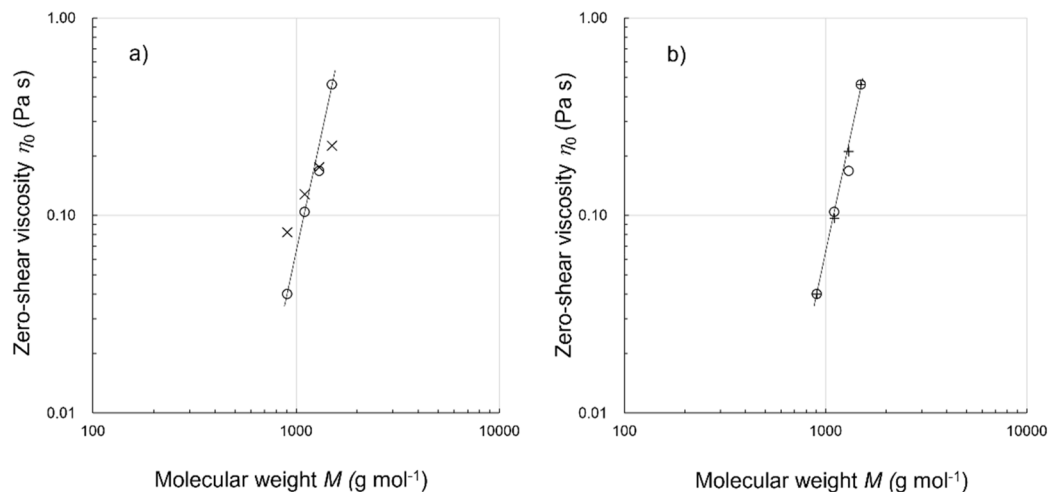 a)
Zero-shear viscosity η₀ (Pa s)
1.00
0.10
0.01
100
1000
10000
Molecular weight M (g mol⁻¹)
b)
Zero-shear viscosity η₀ (Pa s)
1.00
0.10
0.01
100
1000
10000
Molecular weight M (g mol⁻¹)